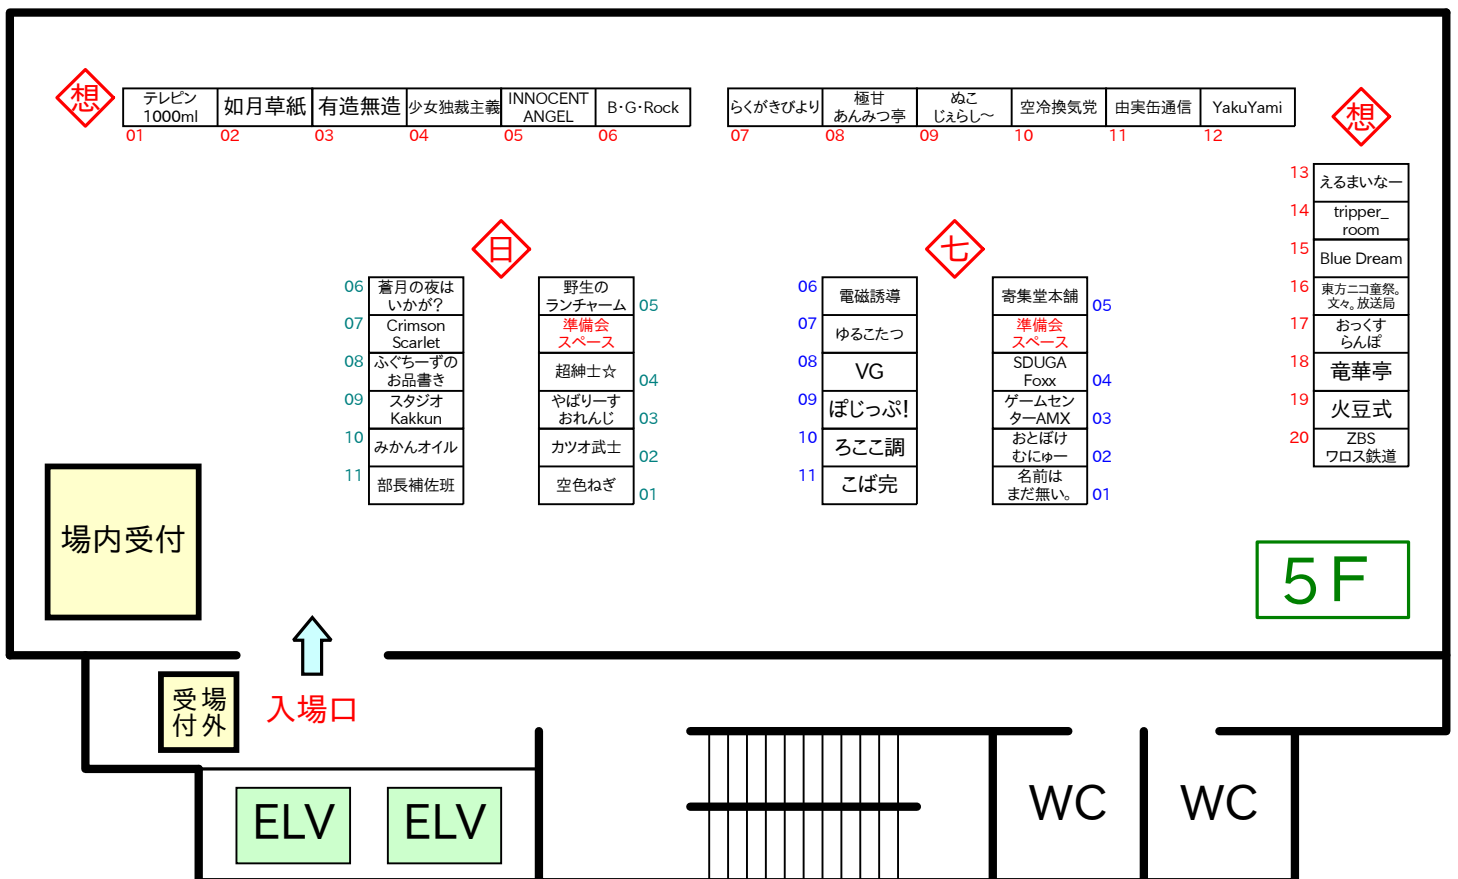 想
テレピン
1000ml
01
如月草紙
02
有造無造
03
少女独裁主義
04
INNOCENT
ANGEL
05
B・G・Rock
06
らくがきびより
07
極甘
あんみつ亭
08
ぬこ
じぇらし～
09
空冷換気党
10
由実缶通信
11
YakuYami
12
想
13
えるまいなー
14
tripper_
room
15
Blue Dream
16
東方ニコ童祭。
文々。放送局
17
おっくす
らんぽ
18
竜華亭
19
火豆式
20
ZBS
ワロス鉄道
日
06
蒼月の夜は
いかが？
07
Crimson
Scarlet
08
ふぐちーずの
お品書き
09
スタジオ
Kakkun
10
みかんオイル
11
部長補佐班
野生の
ランチャーム
05
準備会
スペース
超紳士☆
04
やばりーす
おれんじ
03
カツオ武士
02
空色ねぎ
01
七
06
電磁誘導
07
ゆるこたつ
08
VG
09
ぽじっぷ！
10
ろここ調
11
こば完
寄集堂本舗
05
準備会
スペース
SDUGA
Foxx
04
ゲームセン
ターAMX
03
おとぼけ
むにゅー
02
名前は
まだ無い。
01
場内受付
5F
受場
付外
入場口
ELV
ELV
WC
WC